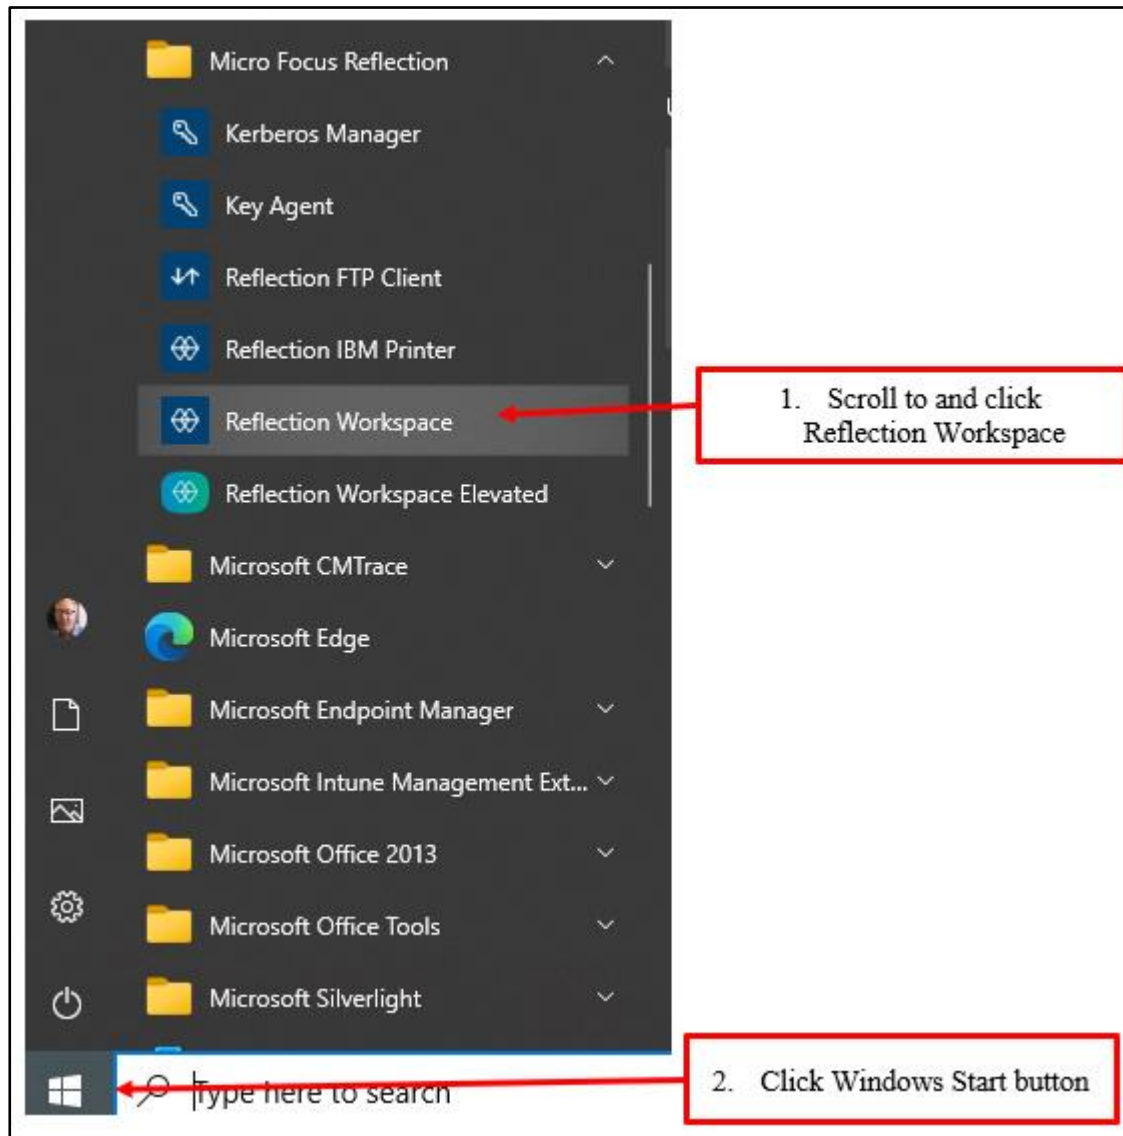 Micro Focus Reflection
Kerberos Manager
Key Agent
Reflection FTP Client
Reflection IBM Printer
Reflection Workspace
1. Scroll to and click
Reflection Workspace
Reflection Workspace Elevated
Microsoft CMTrace
Microsoft Edge
Microsoft Endpoint Manager
Microsoft Intune Management Ext...
Microsoft Office 2013
Microsoft Office Tools
Microsoft Silverlight
Type here to search
2. Click Windows Start button